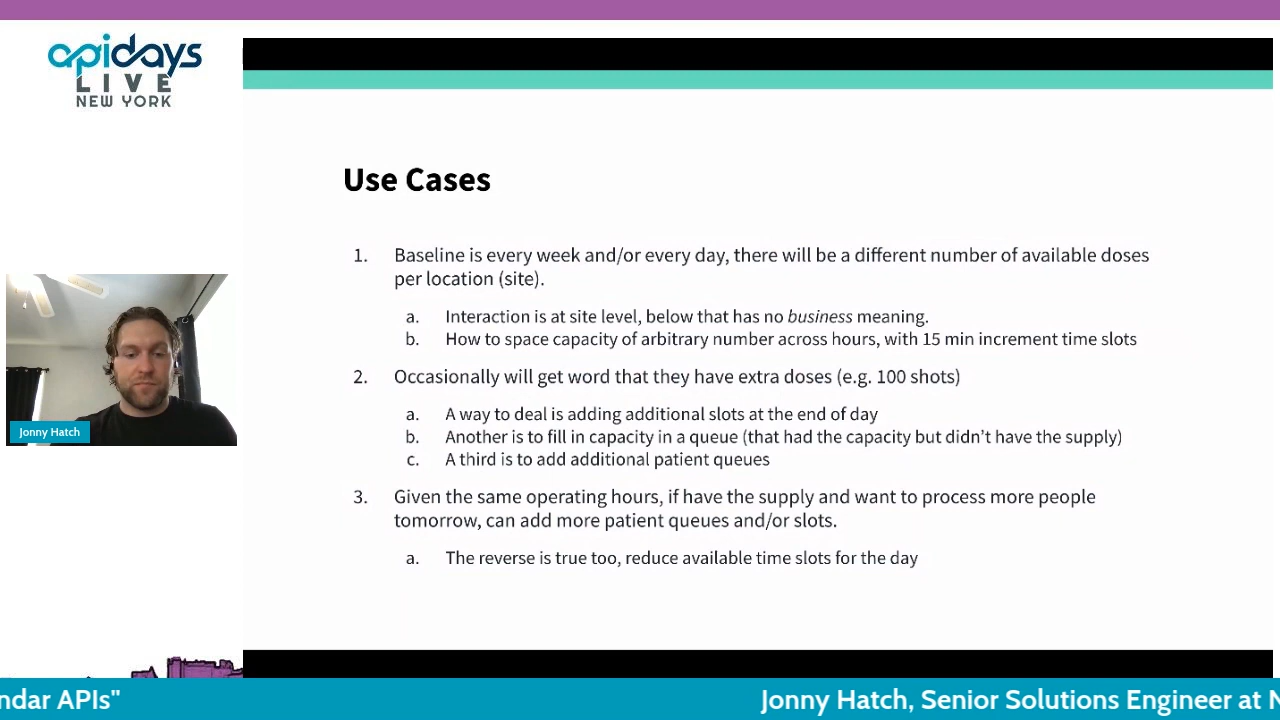 apidays
LIVE
NEW YORK
Use Cases
1. Baseline is every week and/or every day, there will be a different number of available doses
per location (site).
a. Interaction is at site level, below that has no business meaning.
b. How to space capacity of arbitrary number across hours, with 15 min increment time slots
2. Occasionally will get word that they have extra doses (e.g. 100 shots)
a. A way to deal is adding additional slots at the end of day
b. Another is to fill in capacity in a queue (that had the capacity but didn't have the supply)
c. A third is to add additional patient queues
3. Given the same operating hours, if have the supply and want to process more people
tomorrow, can add more patient queues and/or slots.
a. The reverse is true too, reduce available time slots for the day
Jonny Hatch
ndar APIs" Jonny Hatch, Senior Solutions Engineer at N